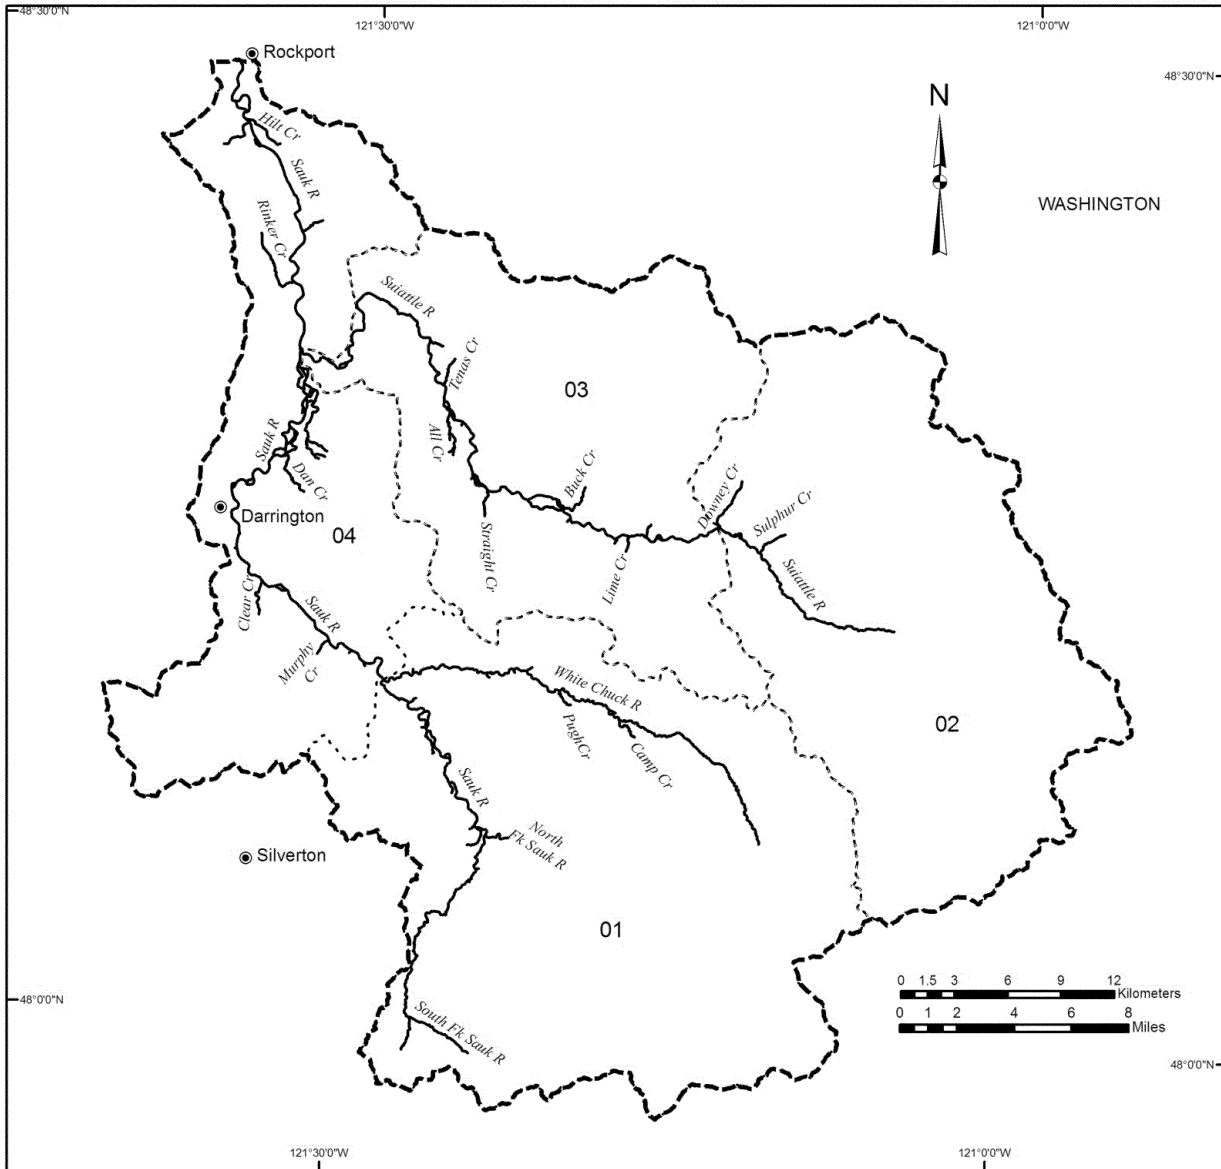 48°30'0"N
121°30'0"W
121°0'0"W
Rockport
48°30'0"N
N
Hilt Cr
Sauk R
WASHINGTON
Rinker Cr
Suiattle R
Tenas Cr
03
Sauk R
All Cr
Dan Cr
Buck Cr
Downey Cr
Sulphur Cr
Darrington
04
Straight Cr
Lime Cr
Suiattle R
Clear Cr
Sauk R
Murphy
Cr
White Chuck R
Pugh Cr
Camp Cr
02
Sauk R
North
Fk Sauk R
Silverton
01
0 1.5 3 6 9 12
Kilometers
0 1 2 4 6 8
Miles
48°0'0"N
South Fk Sauk R
48°0'0"N
121°30'0"W
121°0'0"W